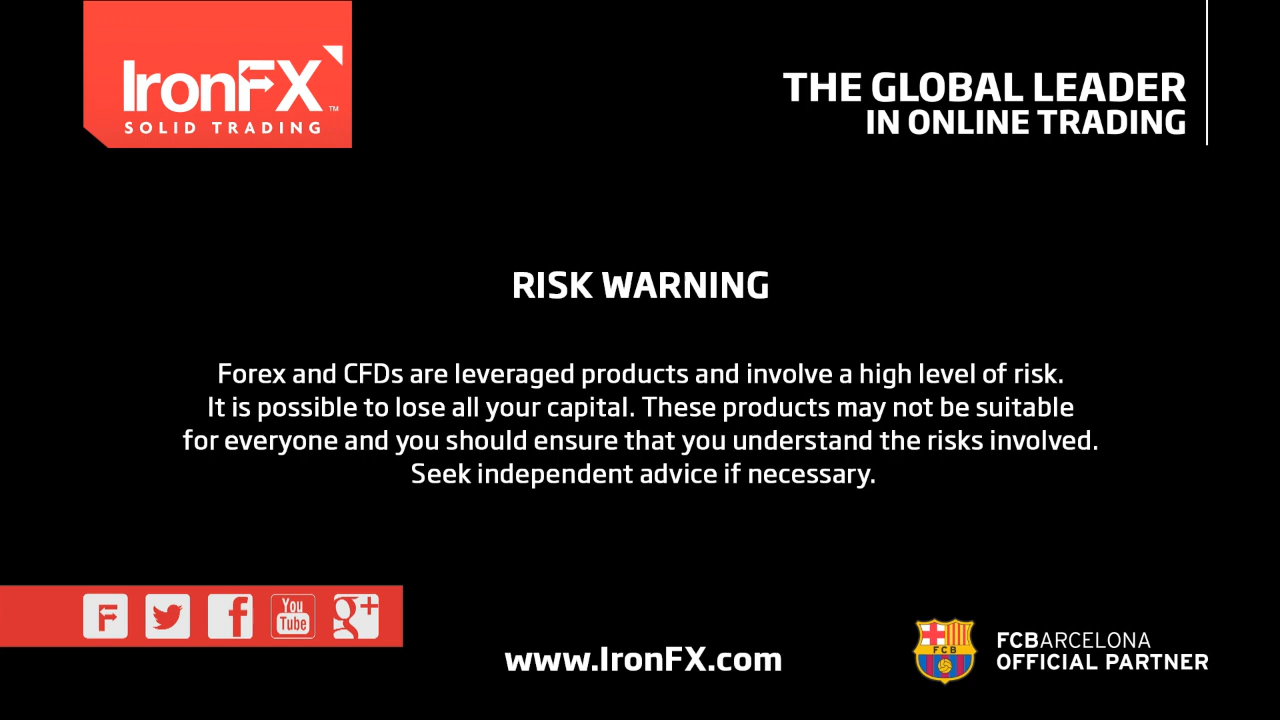 IronFX™
SOLID TRADING
THE GLOBAL LEADER
IN ONLINE TRADING
RISK WARNING
Forex and CFDs are leveraged products and involve a high level of risk.
It is possible to lose all your capital. These products may not be suitable
for everyone and you should ensure that you understand the risks involved.
Seek independent advice if necessary.
F
f
You
Tube
g+
www.IronFX.com
FCB
FCBARCELONA
OFFICIAL PARTNER